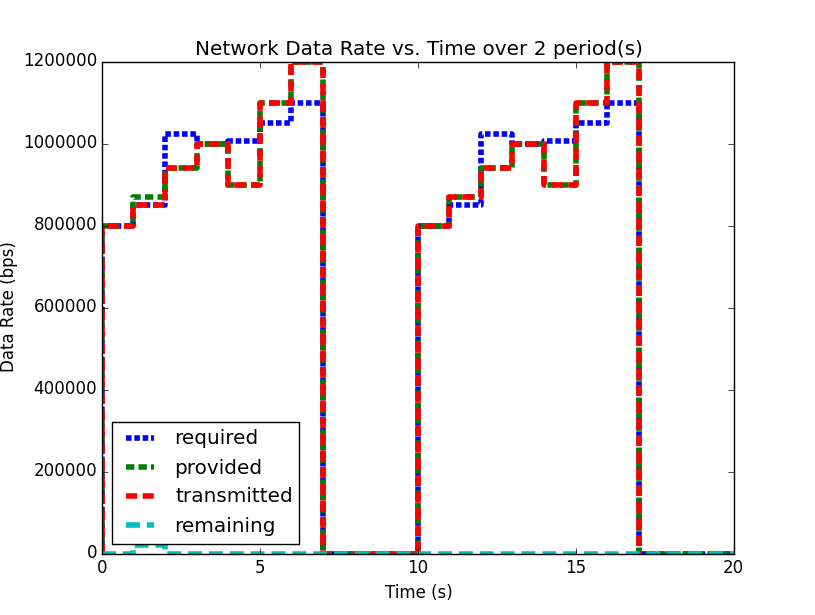 Network Data Rate vs. Time over 2 period(s)
1200000
1000000
800000
600000
400000
200000
0
Data Rate (bps)
required
provided
transmitted
remaining
0 5 10 15 20
Time (s)